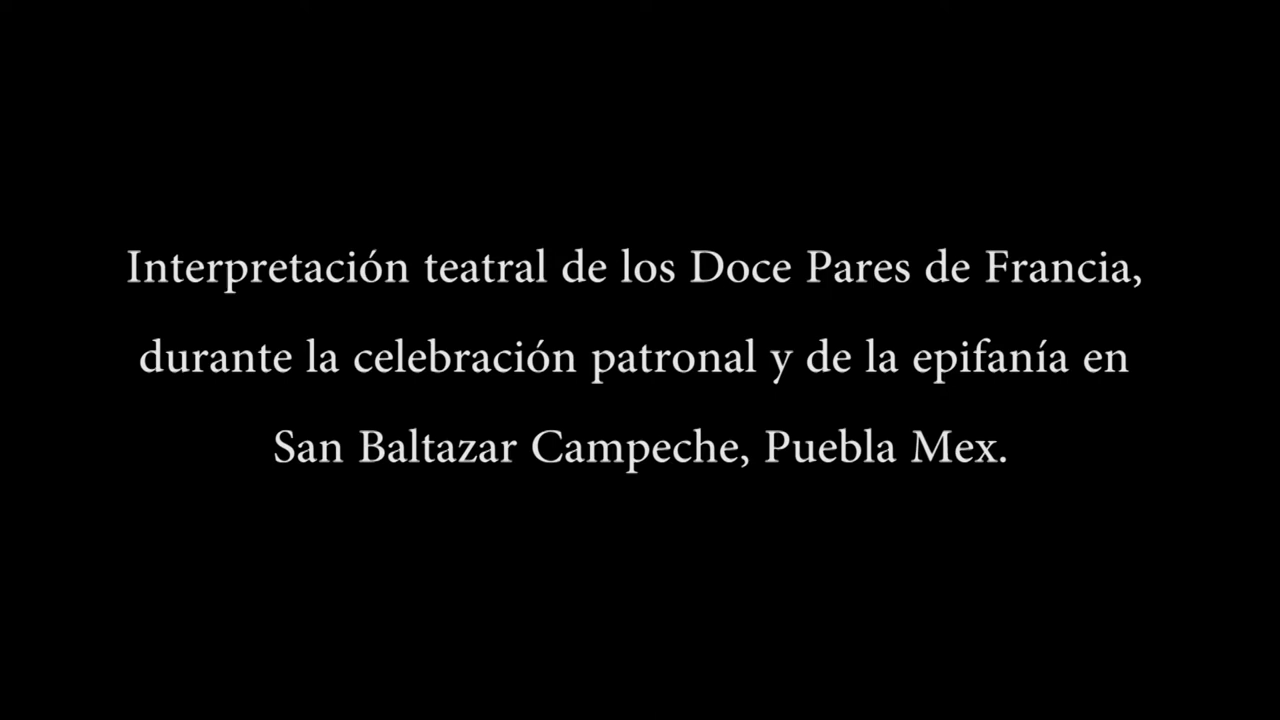 Interpretación teatral de los Doce Pares de Francia,
durante la celebración patronal y de la epifanía en
San Baltazar Campeche, Puebla Mex.